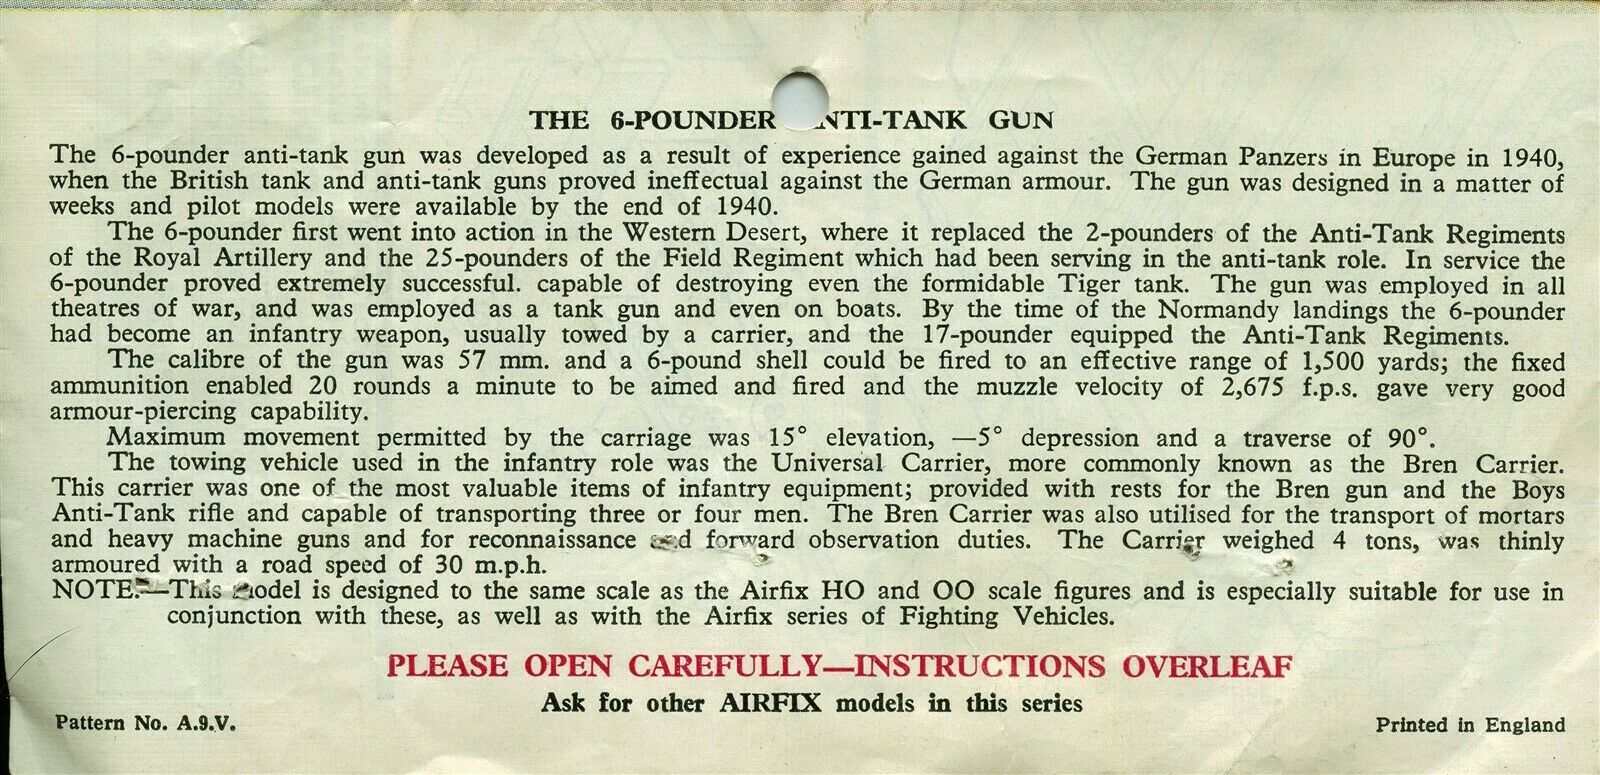 THE 6-POUNDER NTI-TANK GUN
The 6-pounder anti-tank gun was developed as a result of experience gained against the German Panzers in Europe in 1940,
when the British tank and anti-tank guns proved ineffectual against the German armour. The gun was designed in a matter of
weeks and pilot models were available by the end of 1940.
The 6-pounder first went into action in the Western Desert, where it replaced the 2-pounders of the Anti-Tank Regiments
of the Royal Artillery and the 25-pounders of the Field Regiment which had been serving in the anti-tank role. In service the
6-pounder proved extremely successful. capable of destroying even the formidable Tiger tank. The gun was employed in all
theatres of war, and was employed as a tank gun and even on boats. By the time of the Normandy landings the 6-pounder
had become an infantry weapon, usually towed by a carrier, and the 17-pounder equipped the Anti-Tank Regiments.
The calibre of the gun was 57 mm. and a 6-pound shell could be fired to an effective range of 1,500 yards; the fixed
ammunition enabled 20 rounds a minute to be aimed and fired and the muzzle velocity of 2,675 f.p.s. gave very good
armour-piercing capability.
Maximum movement permitted by the carriage was 15° elevation, —5° depression and a traverse of 90°.
The towing vehicle used in the infantry role was the Universal Carrier, more commonly known as the Bren Carrier.
This carrier was one of the most valuable items of infantry equipment; provided with rests for the Bren gun and the Boys
Anti-Tank rifle and capable of transporting three or four men. The Bren Carrier was also utilised for the transport of mortars
and heavy machine guns and for reconnaissance and forward observation duties. The Carrier weighed 4 tons, was thinly
armoured with a road speed of 30 m.p.h.
NOTE.—This model is designed to the same scale as the Airfix HO and OO scale figures and is especially suitable for use in
conjunction with these, as well as with the Airfix series of Fighting Vehicles.
PLEASE OPEN CAREFULLY—INSTRUCTIONS OVERLEAF
Ask for other AIRFIX models in this series
Pattern No. A.9.V.
Printed in England